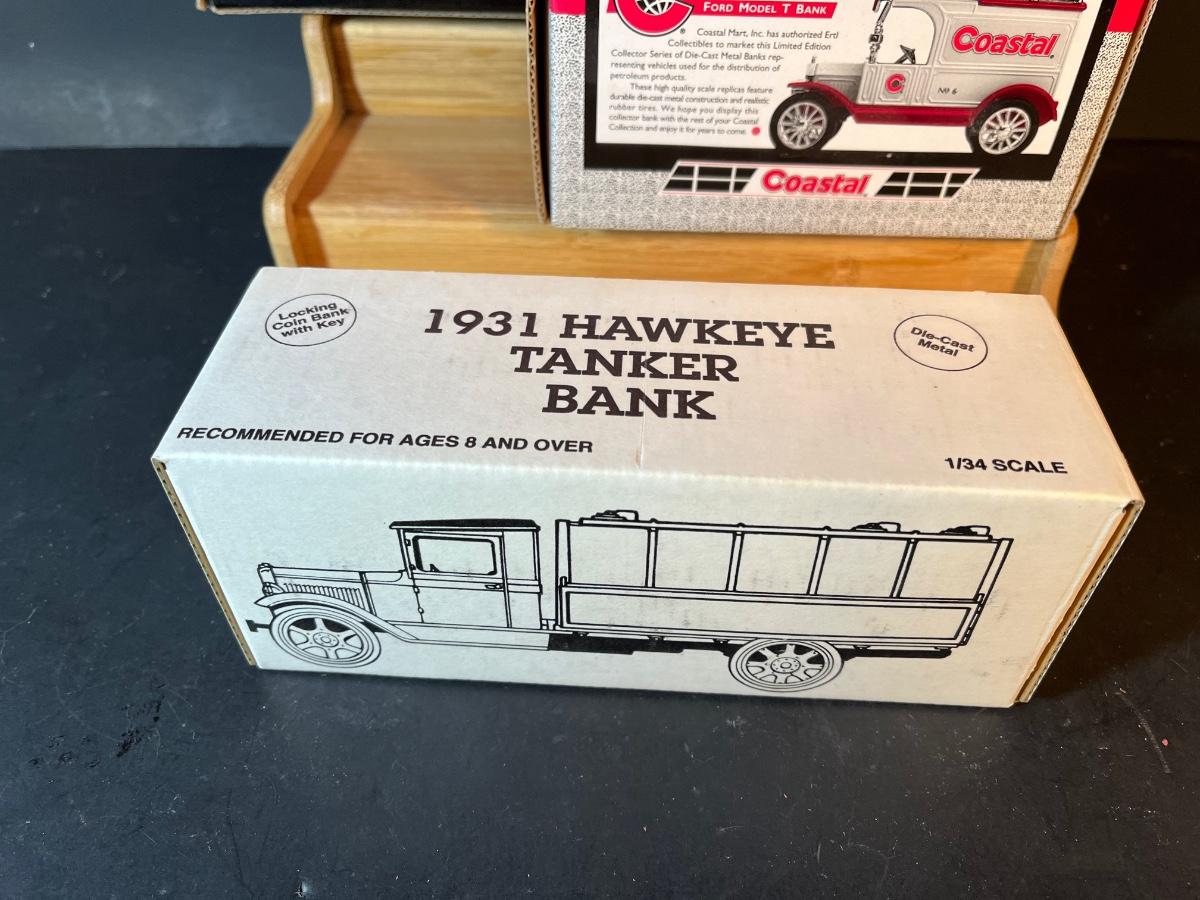 FORD MODEL T BANK
Coastal Mart, Inc. has authorized Ertl
Collectibles to market this Limited Edition
Collector Series of Die-Cast Metal Banks rep-
resenting vehicles used for the distribution of
petroleum products.
These high quality scale replicas feature
durable die-cast metal construction and realistic
rubber tires. We hope you display this
collector bank with the rest of your Coastal
Collection and enjoy it for years to come.
Coastal
C
No 6
Coastal
Locking
Coin Bank
with Key
1931 HAWKEYE
TANKER
BANK
Die-Cast
Metal
RECOMMENDED FOR AGES 8 AND OVER
1/34 SCALE